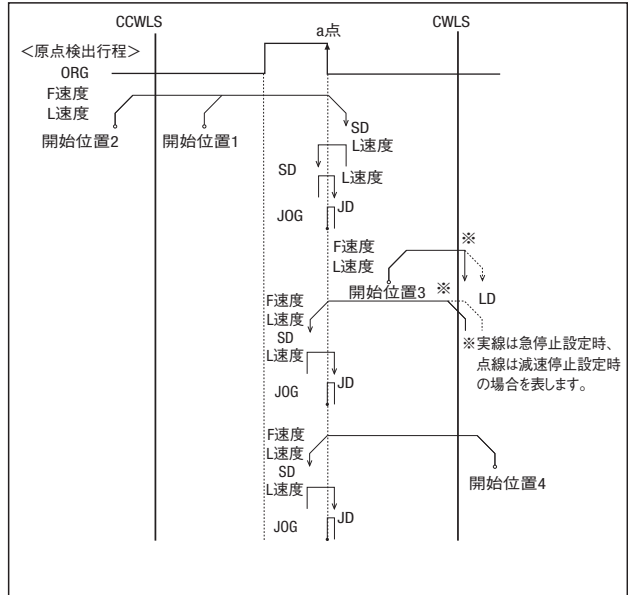 CCWLS
CWLS
a点
＜原点検出行程＞
ORG
F速度
L速度
開始位置2
開始位置1
SD
L速度
SD
L速度
JOG
JD
F速度
L速度
※
開始位置3
※
LD
F速度
L速度
SD
L速度
※実線は急停止設定時、
点線は減速停止設定時
の場合を表します。
JOG
JD
F速度
L速度
SD
開始位置4
L速度
JOG
JD